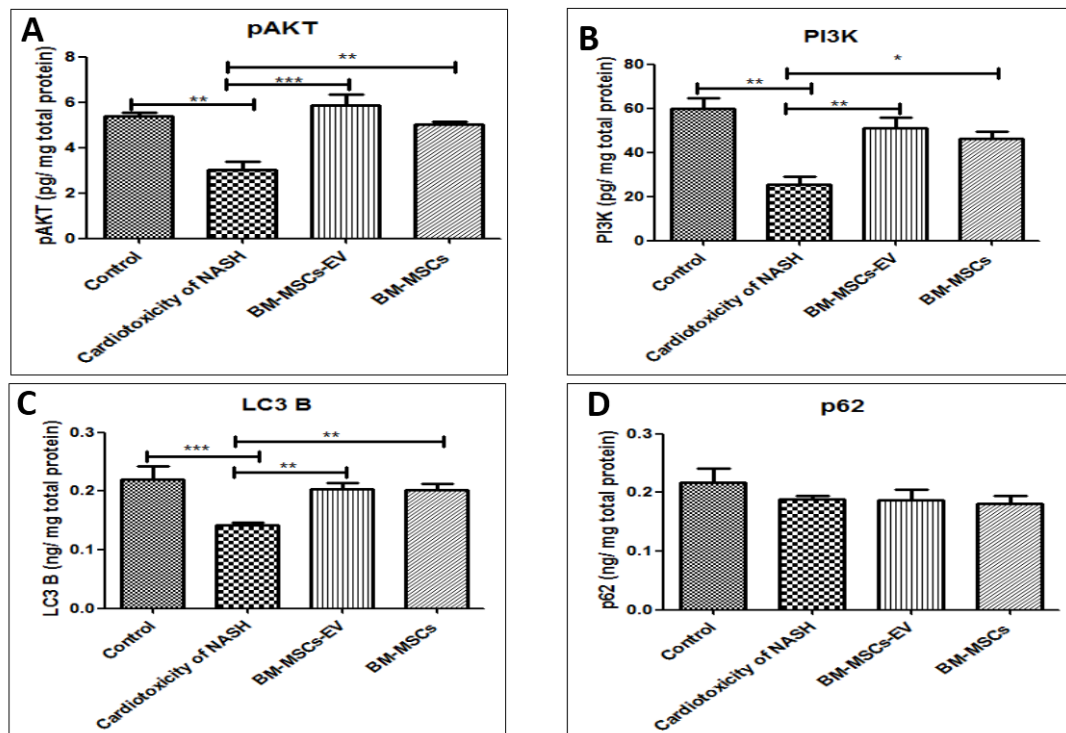 A
pAKT
pAKT (pg/ mg total protein)
8
6
4
2
0
**
***
**
Control
Cardiotoxicity of NASH
BM-MSCs-EV
BM-MSCs
B
PI3K
PI3K (pg/ mg total protein)
80
60
40
20
0
**
*
**
Control
Cardiotoxicity of NASH
BM-MSCs-EV
BM-MSCs
C
LC3 B
LC3 B (ng/ mg total protein)
0.3
0.2
0.1
0.0
***
**
**
Control
Cardiotoxicity of NASH
BM-MSCs-EV
BM-MSCs
D
p62
p62 (ng/ mg total protein)
0.3
0.2
0.1
0.0
Control
Cardiotoxicity of NASH
BM-MSCs-EV
BM-MSCs